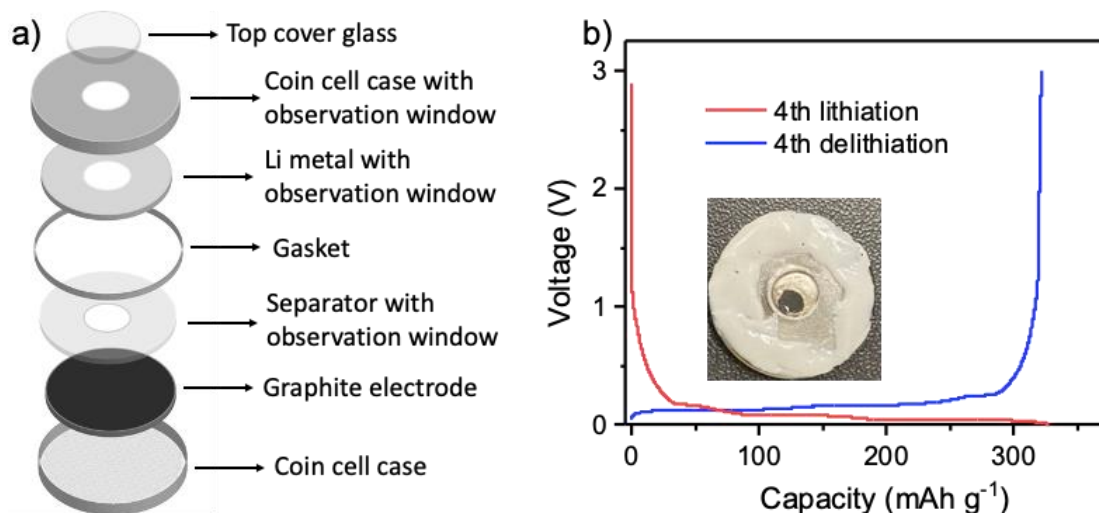 a)
Top cover glass
Coin cell case with
observation window
Li metal with
observation window
Gasket
Separator with
observation window
Graphite electrode
Coin cell case
b)
Voltage (V)
3
2
1
0
4th lithiation
4th delithiation
0
100
200
300
Capacity (mAh g⁻¹)